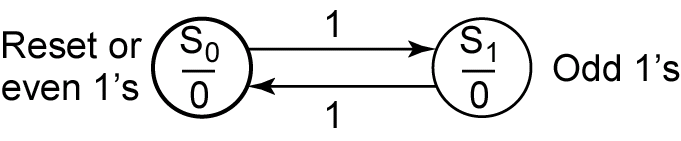 Reset or
even 1's
S0
0
1
1
S1
0
Odd 1's